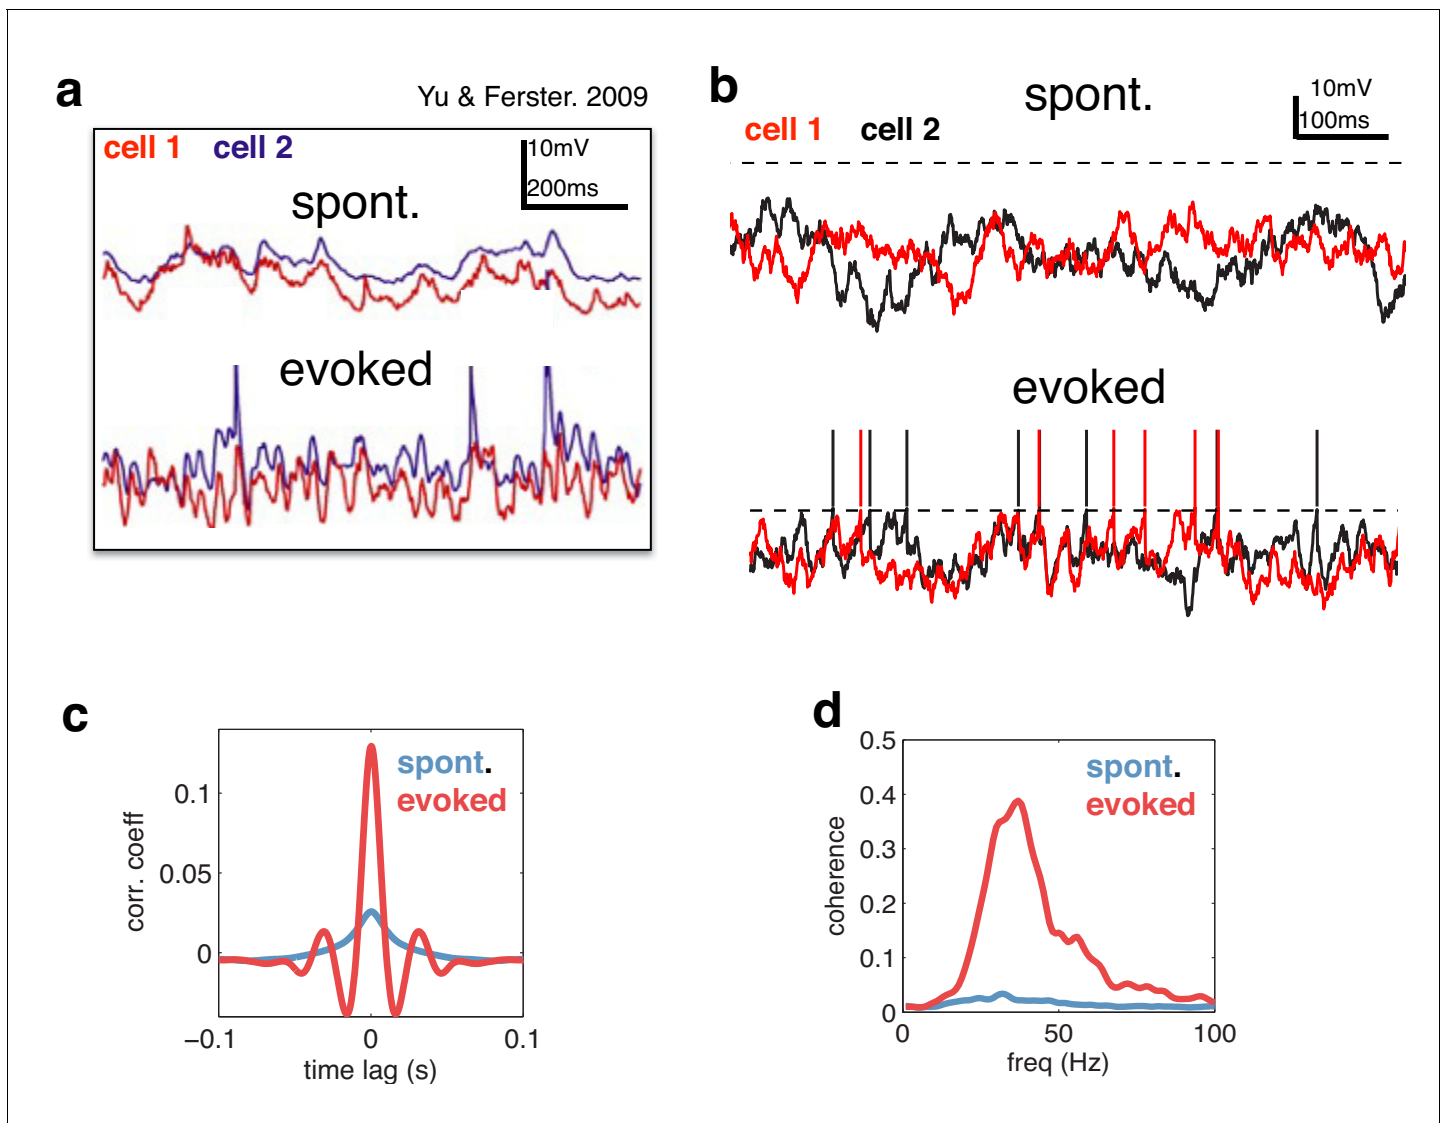 a
Yu & Ferster. 2009
cell 1 cell 2
10mV
200ms
spont.
evoked
b
spont.
10mV
100ms
cell 1 cell 2
evoked
c
spont.
evoked
0.1
0.05
0
corr. coeff
−0.1 0 0.1
time lag (s)
d
spont.
evoked
0.5
0.4
0.3
0.2
0.1
0
coherence
0 50 100
freq (Hz)